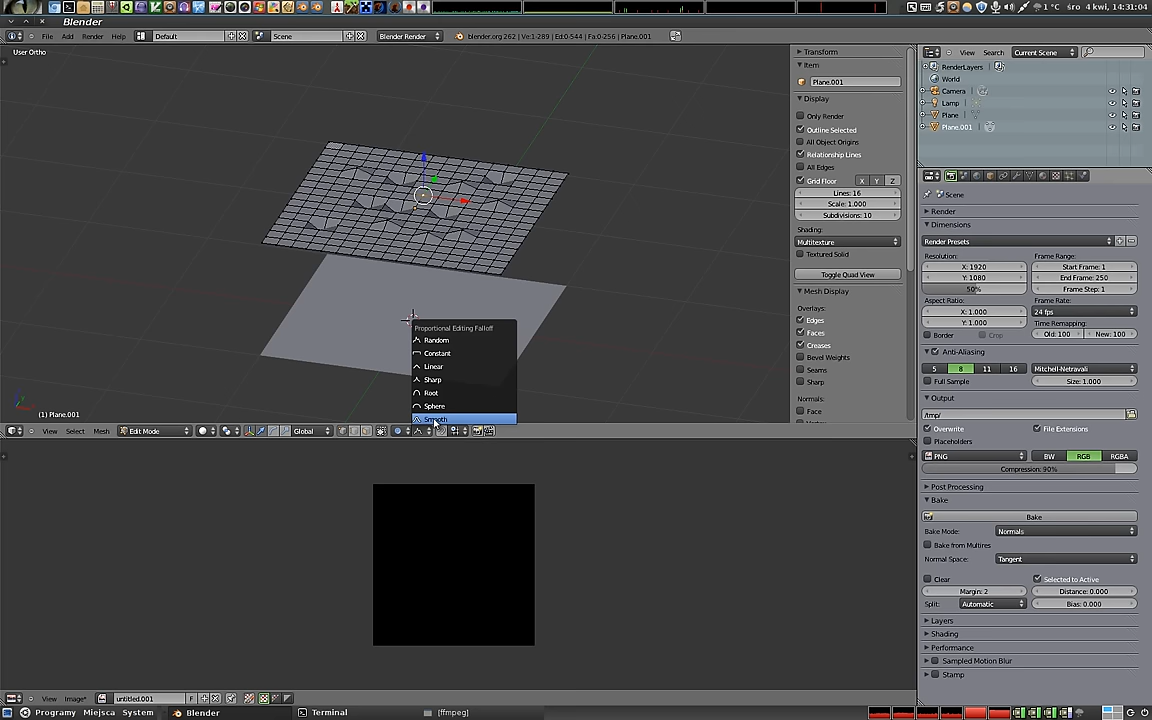 1 °C śro 4 kwi, 14:31:04
Blender
File Add Render Help Default Scene Blender Render blender.org 262 | Ve:1-289 | Ed:0-544 | Fa:0-256 | Plane.001
View Search Current Scene
User Ortho
(1) Plane.001
Proportional Editing Falloff
Random
Constant
Linear
Sharp
Root
Sphere
Smooth
View Select Mesh Edit Mode Global
Transform
Item
Plane.001
Display
Only Render
Outline Selected
All Object Origins
Relationship Lines
All Edges
Grid Floor X Y Z
Lines: 16
Scale: 1.000
Subdivisions: 10
Shading:
Multitexture
Textured Solid
Toggle Quad View
Mesh Display
Overlays:
Edges
Faces
Creases
Bevel Weights
Seams
Sharp
Normals:
Face
RenderLayers
World
Camera
Lamp
Plane
Plane.001
Scene
Render
Dimensions
Render Presets
Resolution: Frame Range:
X: 1920 Start Frame: 1
Y: 1080 End Frame: 250
50% Frame Step: 1
Aspect Ratio: Frame Rate:
X: 1.000 24 fps
Y: 1.000 Time Remapping:
Border Crop Old: 100 New: 100
Anti-Aliasing
5 8 11 16 Mitchell-Netravali
Full Sample Size: 1.000
Output
/tmp/
Overwrite File Extensions
Placeholders
PNG BW RGB RGBA
Compression: 90%
Post Processing
Bake
Bake
Bake Mode: Normals
Bake from Multires
Normal Space: Tangent
Clear Selected to Active
Margin: 2 Distance: 0.000
Split: Automatic Bias: 0.000
Layers
Shading
Performance
Sampled Motion Blur
Stamp
View Image* untitled.001 F
Programy Miejsca System Blender Terminal [ffmpeg]